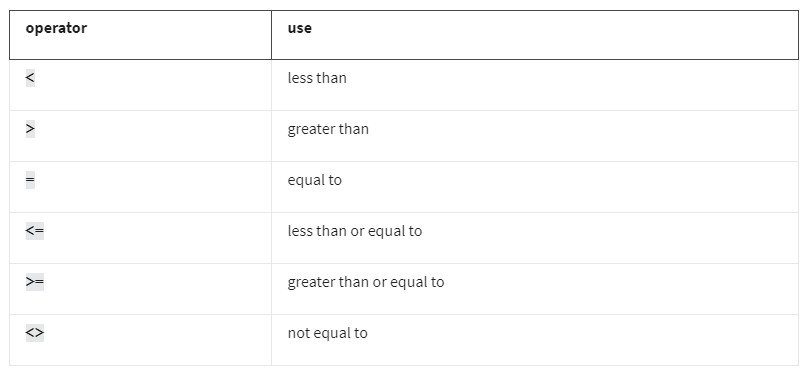 operator use
< less than
> greater than
= equal to
<= less than or equal to
>= greater than or equal to
<> not equal to